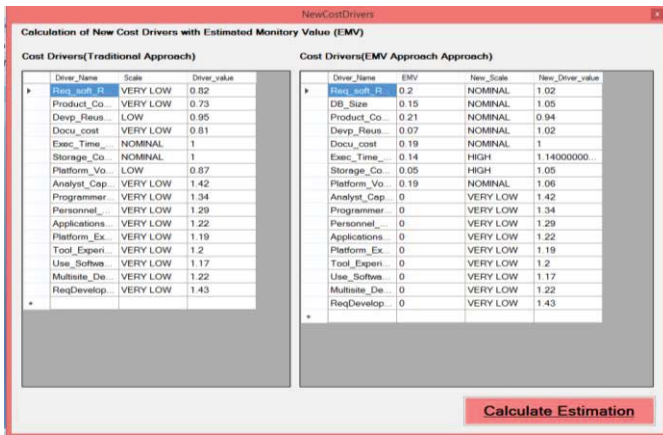 NewCostDrivers
Calculation of New Cost Drivers with Estimated Monitory Value (EMV)
Cost Drivers(Traditional Approach)
Driver_Name Scale Driver_value
Req_soft_R... VERY LOW 0.82
Product_Co... VERY LOW 0.73
Devp_Reus... LOW 0.95
Docu_cost VERY LOW 0.81
Exec_Time_... NOMINAL 1
Storage_Co... NOMINAL 1
Platform_Vo... LOW 0.87
Analyst_Cap... VERY LOW 1.42
Programmer... VERY LOW 1.34
Personnel_... VERY LOW 1.29
Applications... VERY LOW 1.22
Platform_Ex... VERY LOW 1.19
Tool_Experi... VERY LOW 1.2
Use_Softwa... VERY LOW 1.17
Multisite_De... VERY LOW 1.22
ReqDevelop... VERY LOW 1.43
Cost Drivers(EMV Approach Approach)
Driver_Name EMV New_Scale New_Driver_value
Req_soft_R... 0.2 NOMINAL 1.02
DB_Size 0.15 NOMINAL 1.05
Product_Co... 0.21 NOMINAL 0.94
Devp_Reus... 0.07 NOMINAL 1.02
Docu_cost 0.19 NOMINAL 1
Exec_Time_... 0.14 HIGH 1.14000000...
Storage_Co... 0.05 HIGH 1.05
Platform_Vo... 0.19 NOMINAL 1.06
Analyst_Cap... 0 VERY LOW 1.42
Programmer... 0 VERY LOW 1.34
Personnel_... 0 VERY LOW 1.29
Applications... 0 VERY LOW 1.22
Platform_Ex... 0 VERY LOW 1.19
Tool_Experi... 0 VERY LOW 1.2
Use_Softwa... 0 VERY LOW 1.17
Multisite_De... 0 VERY LOW 1.22
ReqDevelop... 0 VERY LOW 1.43
Calculate Estimation